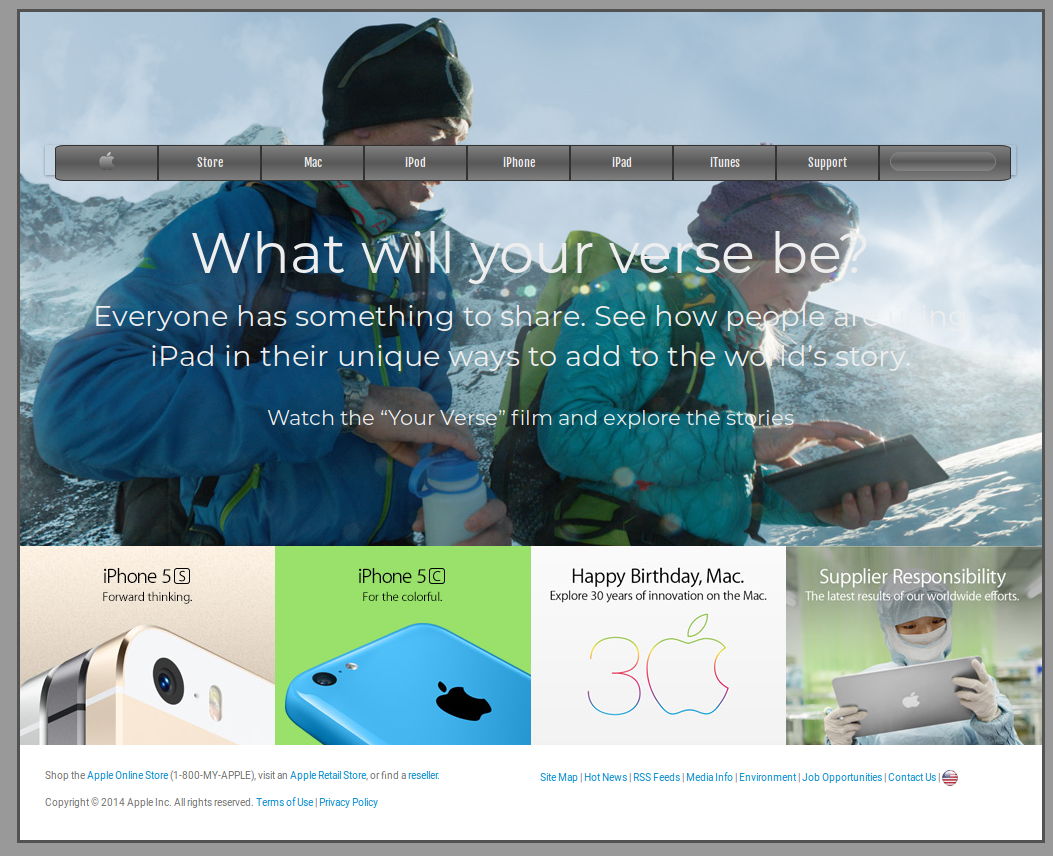 Store Mac IPod IPhone IPad ITunes Support
What will your verse be?
Everyone has something to share. See how people are using
iPad in their unique ways to add to the world's story.
Watch the “Your Verse” film and explore the stories
iPhone 5S
Forward thinking.
iPhone 5C
For the colorful.
Happy Birthday, Mac.
Explore 30 years of innovation on the Mac.
30
Supplier Responsibility
The latest results of our worldwide efforts.
Shop the Apple Online Store (1-800-MY-APPLE), visit an Apple Retail Store, or find a reseller.
Site Map | Hot News | RSS Feeds | Media Info | Environment | Job Opportunities | Contact Us |
Copyright © 2014 Apple Inc. All rights reserved. Terms of Use | Privacy Policy